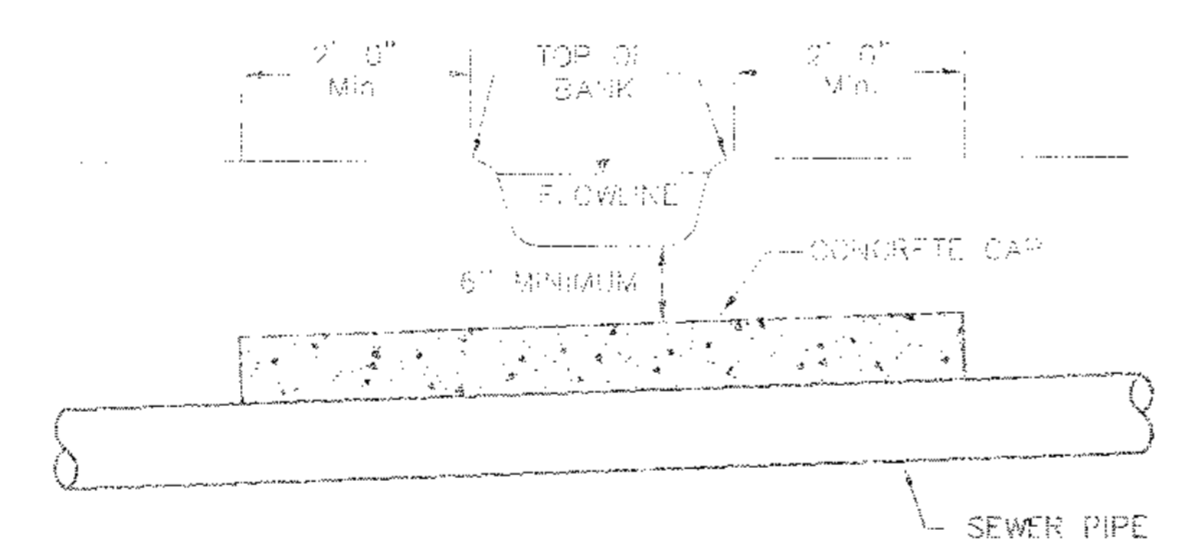 2'-0"
Min.
TOP OF
BANK
2'-0"
Min.
FLOWLINE
6" MINIMUM
CONCRETE CAP
SEWER PIPE